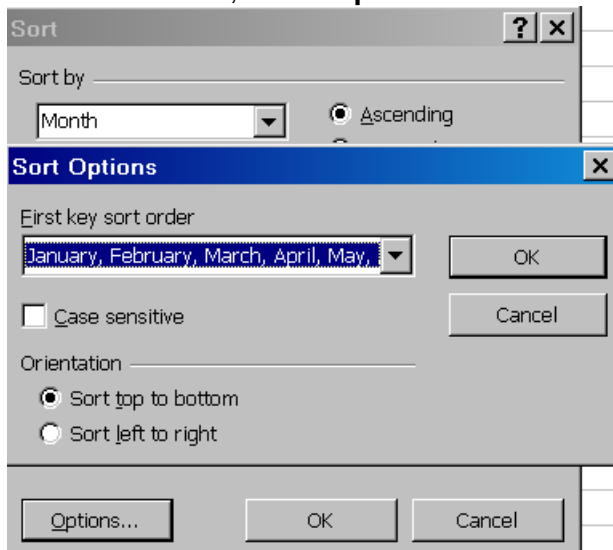 Sort
Sort by
Month
Ascending
Sort Options
First key sort order
January, February, March, April, May,
OK
Case sensitive
Cancel
Orientation
Sort top to bottom
Sort left to right
Options...
OK
Cancel